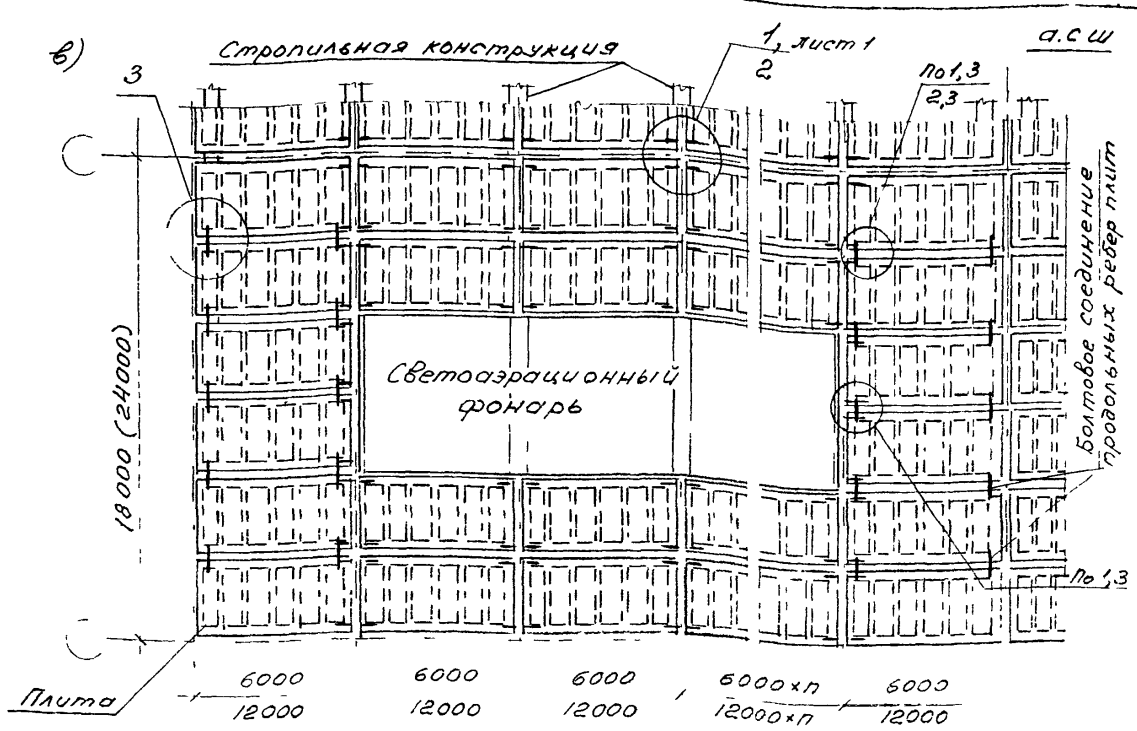 в)
Стропильная конструкция
1, лист 1
2
а.с ш
3
по 1,3
2,3
Болтовое соединение
продольных ребер плит
Светоаэрационный
фонарь
18000 (24000)
по 1,3
Плита
6000
12000
6000
12000
6000
12000
6000×п
12000×п
6000
12000